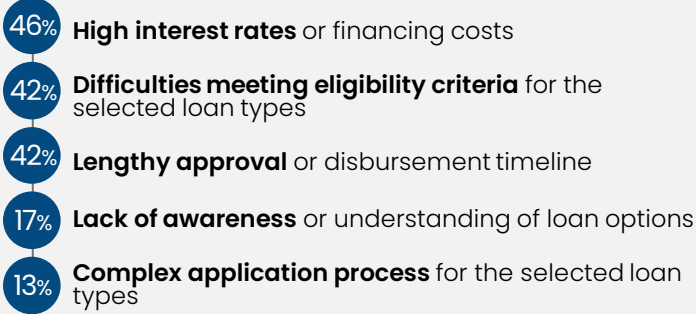 46% High interest rates or financing costs
42% Difficulties meeting eligibility criteria for the
selected loan types
42% Lengthy approval or disbursement timeline
17% Lack of awareness or understanding of loan options
13% Complex application process for the selected loan
types